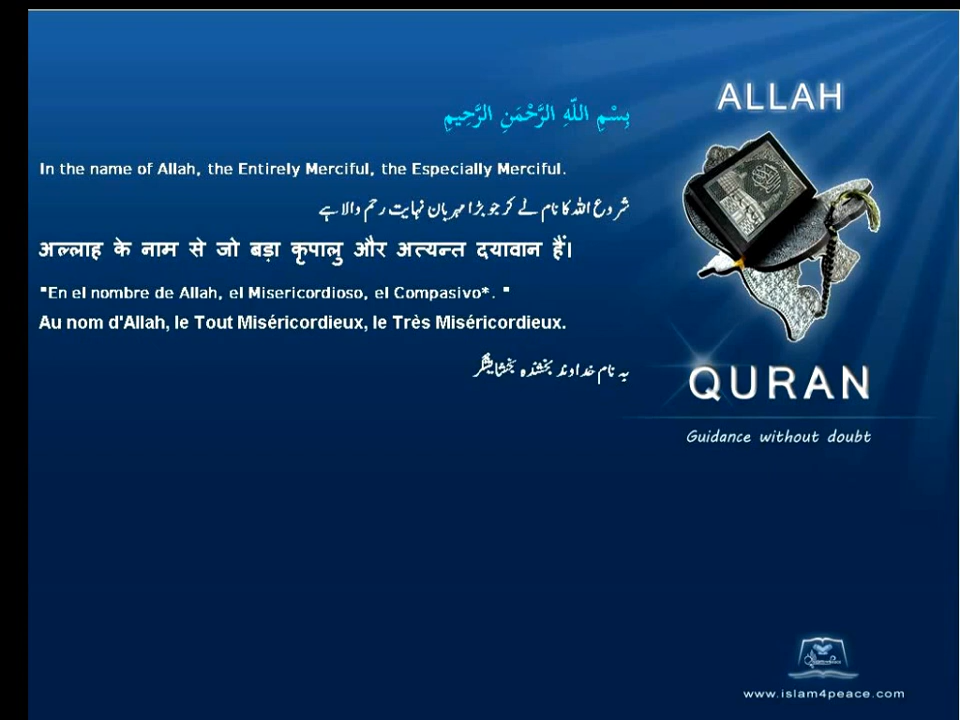 بِسْمِ اللّهِ الرَّحْمَنِ الرَّحِيمِ
In the name of Allah, the Entirely Merciful, the Especially Merciful.
شروع اللہ کا نام لے کر جو بڑا مہربان نہایت رحم والا ہے
अल्लाह के नाम से जो बड़ा कृपालु और अत्यन्त दयावान हैं।
"En el nombre de Allah, el Misericordioso, el Compasivo*. "
Au nom d'Allah, le Tout Miséricordieux, le Très Miséricordieux.
به نام خداوند بخشنده بخشایشگر
ALLAH
QURAN
Guidance without doubt
www.islam4peace.com